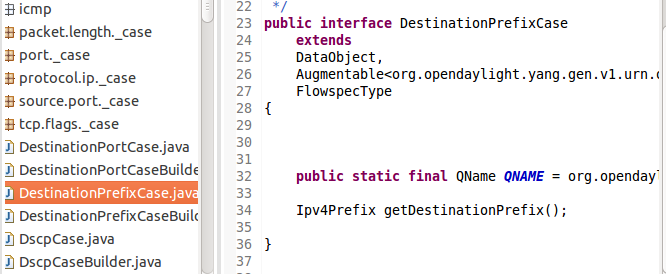 icmp
packet.length._case
port._case
protocol.ip._case
source.port._case
tcp.flags._case
DestinationPortCase.java
DestinationPortCaseBuilde
DestinationPrefixCase.java
DestinationPrefixCaseBuil
DscpCase.java
DscpCaseBuilder.java
22 */
23 public interface DestinationPrefixCase
24 extends
25 DataObject,
26 Augmentable<org.opendaylight.yang.gen.v1.urn.o
27 FlowspecType
28 {
29
30
31
32 public static final QName QNAME = org.opendayl
33
34 Ipv4Prefix getDestinationPrefix();
35
36 }
37